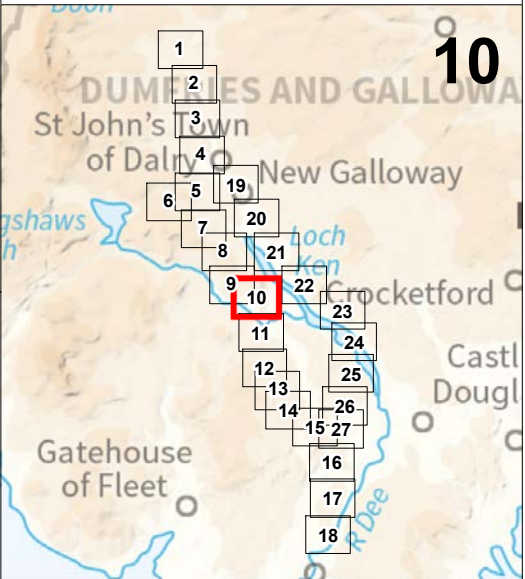 Doon
10
1
2
DUMFRIES AND GALLOWA
3
St John's Town
of Dalry
4
19
New Galloway
5
6
20
gshaws
h
7
Loch
Ken
8
21
9
10
22
Crocketford
23
11
24
Castl
Dougl
12
25
13
14
26
15
27
Gatehouse
of Fleet
16
17
R Dee
18